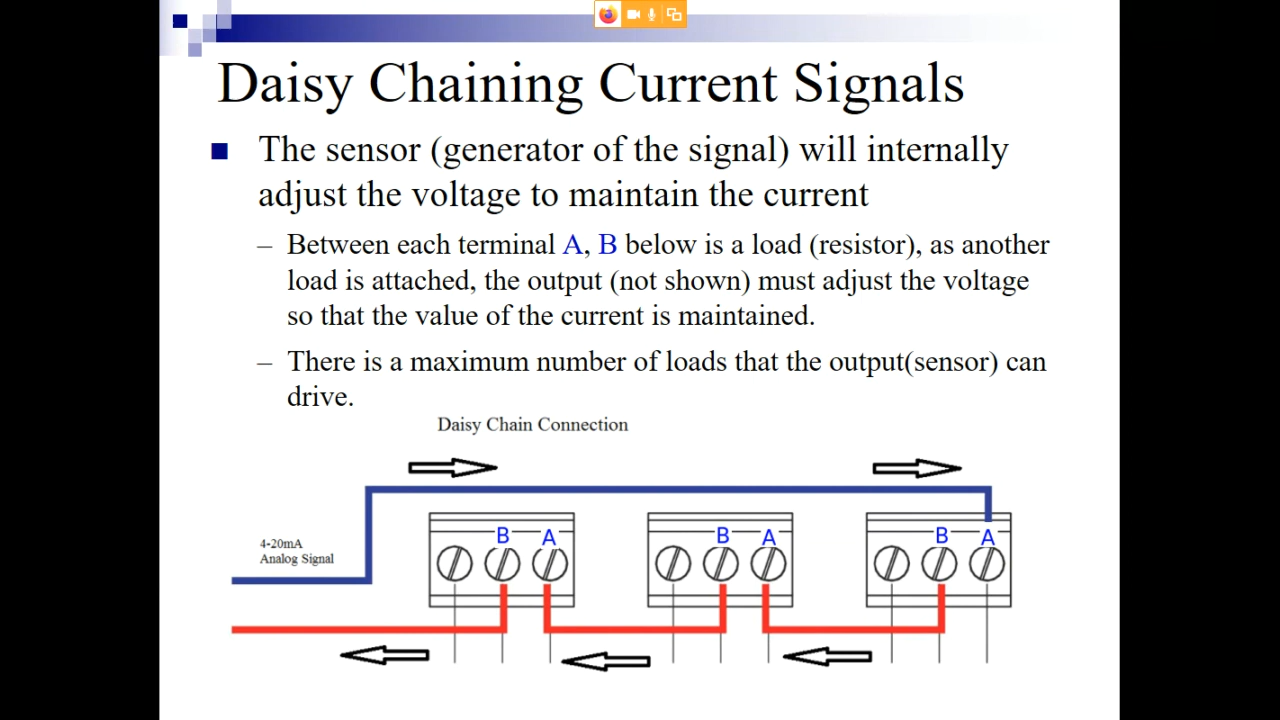 Daisy Chaining Current Signals
The sensor (generator of the signal) will internally
adjust the voltage to maintain the current
– Between each terminal A, B below is a load (resistor), as another
load is attached, the output (not shown) must adjust the voltage
so that the value of the current is maintained.
– There is a maximum number of loads that the output(sensor) can
drive.
Daisy Chain Connection
B A B A B A
4-20mA
Analog Signal